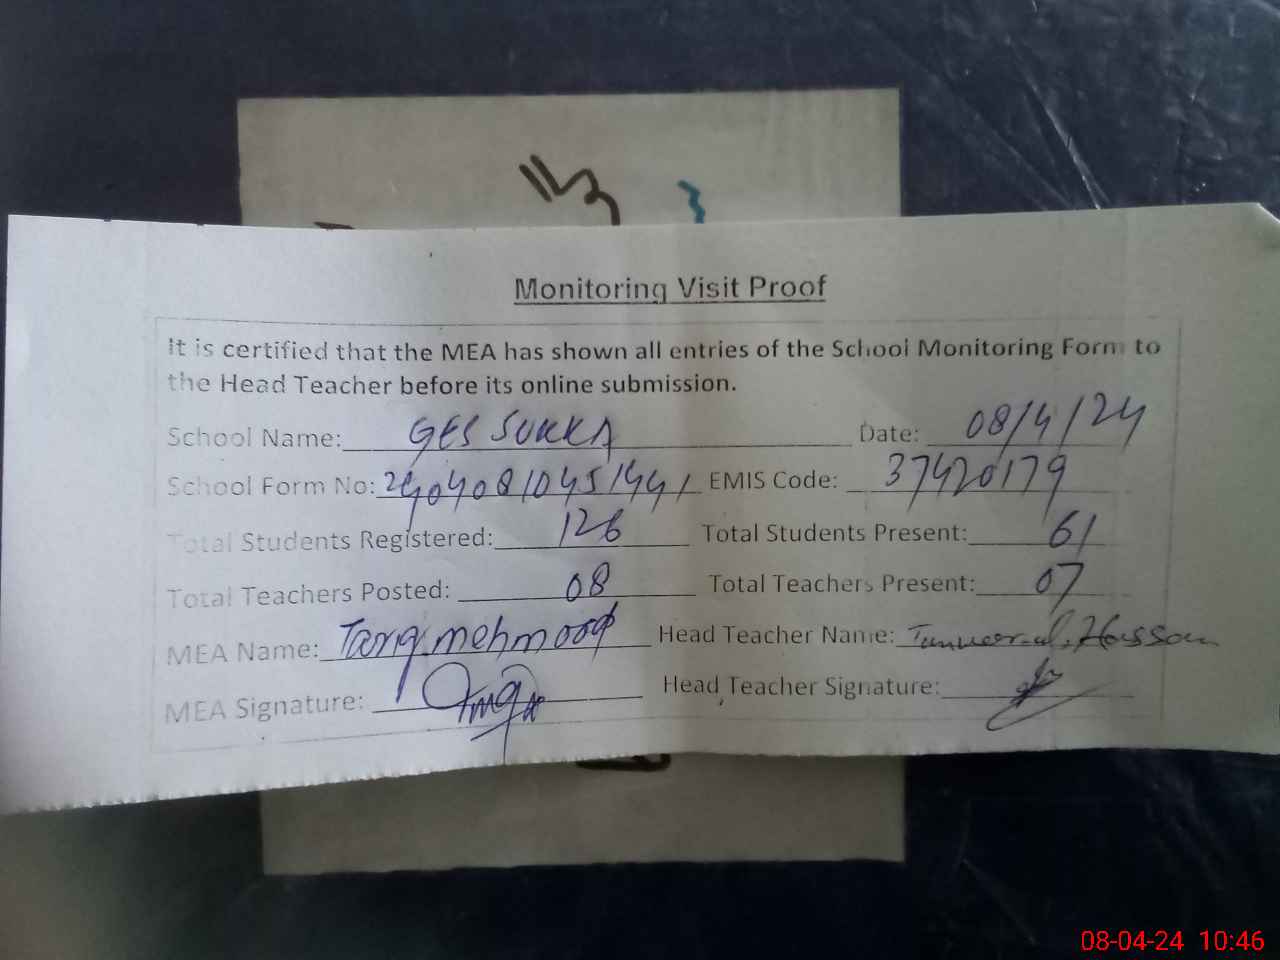 Monitoring Visit Proof
It is certified that the MEA has shown all entries of the School Monitoring Form to
the Head Teacher before its online submission.
School Name: GES SUKKA Date: 08/4/24
School Form No: EMIS Code: 37420179
Total Students Registered: 126 Total Students Present: 61
Total Teachers Posted: 08 Total Teachers Present: 07
MEA Name: Tariq mehmood Head Teacher Name: Hassan
MEA Signature: Head Teacher Signature:
08-04-24 10:46